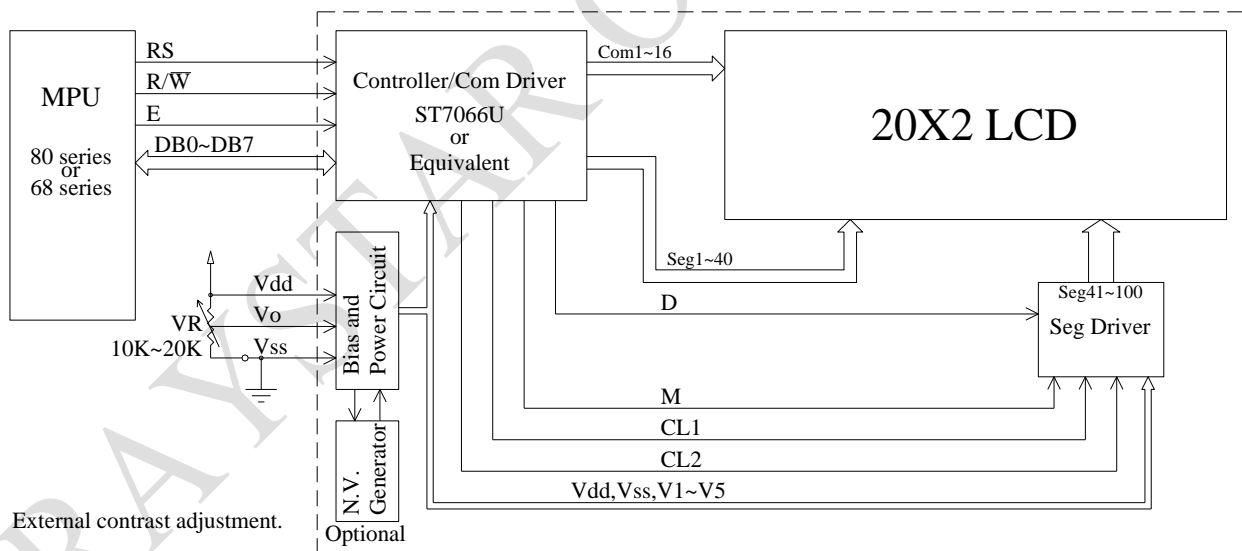 RS
R/W̅
E
DB0~DB7
MPU
80 series
or
68 series
Controller/Com Driver
ST7066U
or
Equivalent
Com1~16
20X2 LCD
Seg1~40
D
Seg41~100
Seg Driver
Vdd
Vo
Vss
VR
10K~20K
Bias and
Power Circuit
M
CL1
CL2
Vdd,Vss,V1~V5
N.V.
Generator
Optional
External contrast adjustment.